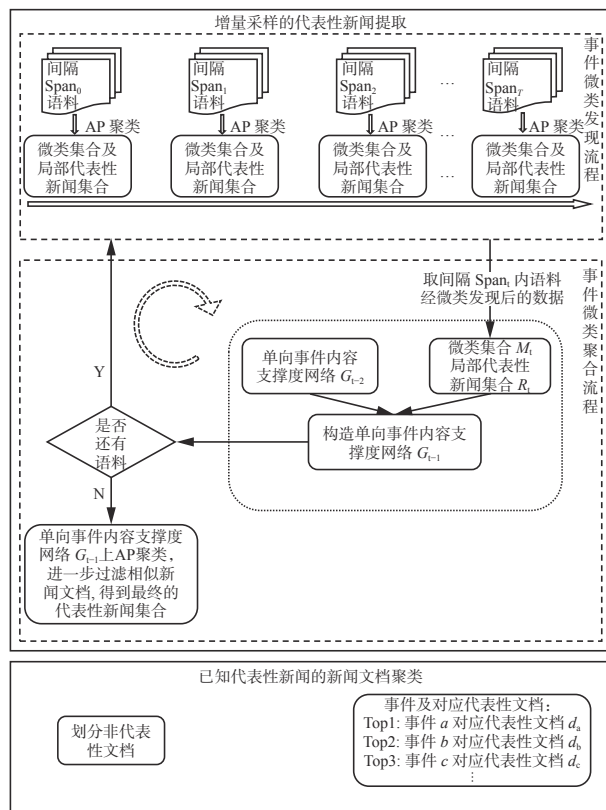 增量采样的代表性新闻提取
间隔
Span0
语料
间隔
Span1
语料
间隔
Span2
语料
…
间隔
SpanT
语料
AP 聚类
AP 聚类
AP 聚类
…
AP 聚类
微类集合及
局部代表性
新闻集合
微类集合及
局部代表性
新闻集合
微类集合及
局部代表性
新闻集合
…
微类集合及
局部代表性
新闻集合
事件微类发现流程
取间隔 Spant 内语料
经微类发现后的数据
单向事件内容
支撑度网络 Gt−2
微类集合 Mt
局部代表性
新闻集合 Rt
构造单向事件内容支
撑度网络 Gt−1
Y
是否
还有
语料
N
单向事件内容支撑度
网络 Gt−1上AP聚类,
进一步过滤相似新
闻文档, 得到最终的
代表性新闻集合
事件微类聚合流程
已知代表性新闻的新闻文档聚类
划分非代表
性文档
事件及对应代表性文档：
Top1: 事件 a 对应代表性文档 da
Top2: 事件 b 对应代表性文档 db
Top3: 事件 c 对应代表性文档 dc
⋮